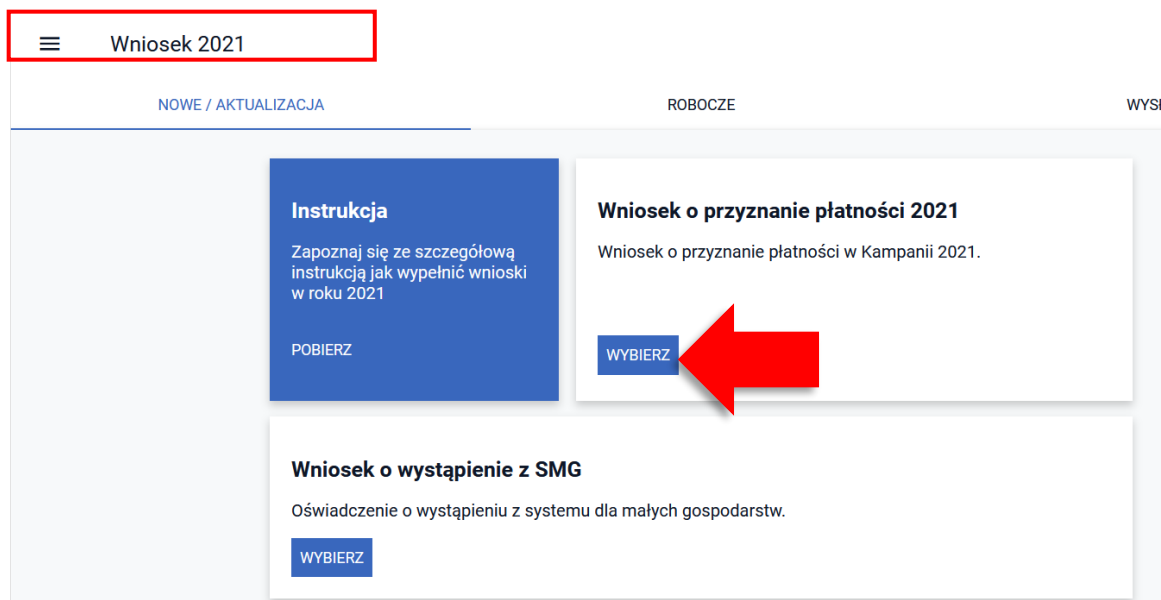 Wniosek 2021
NOWE / AKTUALIZACJA
ROBOCZE
Instrukcja
Zapoznaj się ze szczegółową
instrukcją jak wypełnić wnioski
w roku 2021
POBIERZ
Wniosek o przyznanie płatności 2021
Wniosek o przyznanie płatności w Kampanii 2021.
WYBIERZ
Wniosek o wystąpienie z SMG
Oświadczenie o wystąpieniu z systemu dla małych gospodarstw.
WYBIERZ